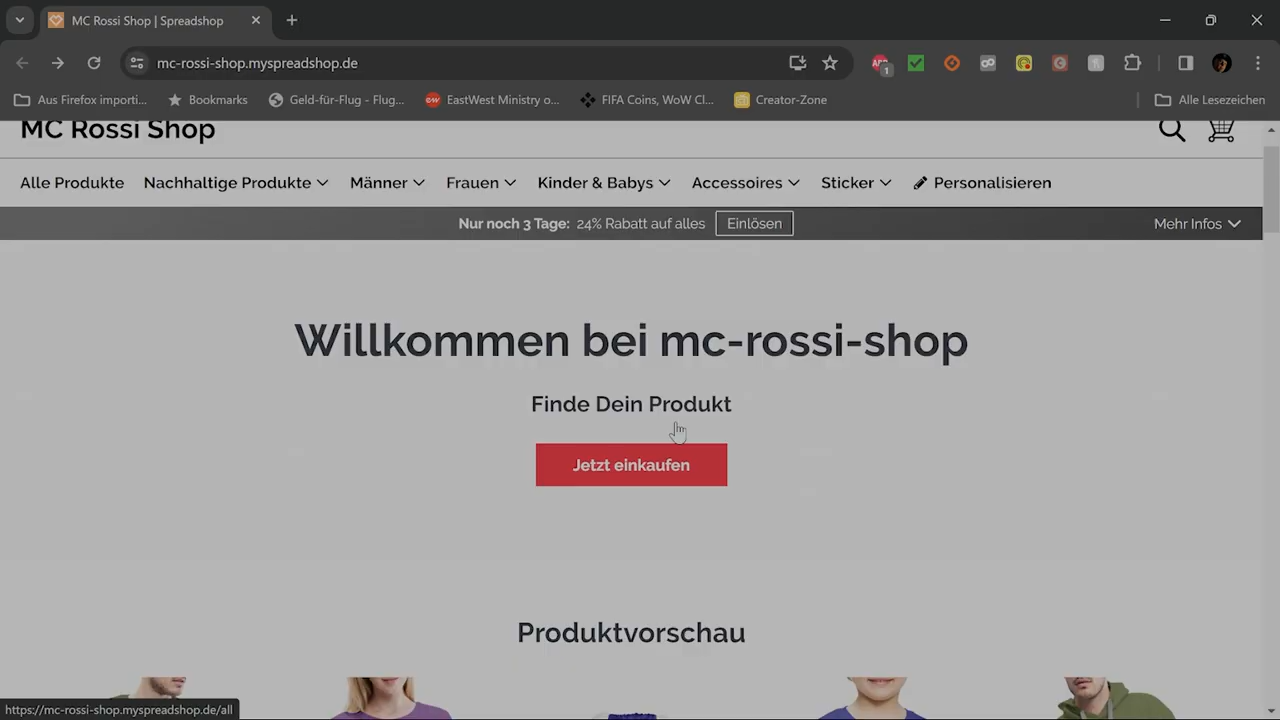 MC Rossi Shop | Spreadshop
mc-rossi-shop.myspreadshop.de
1
Aus Firefox importi... Bookmarks Geld-für-Flug - Flug... EastWest Ministry o... FIFA Coins, WoW Cl... Creator-Zone Alle Lesezeichen
MC Rossi Shop
Alle Produkte Nachhaltige Produkte Männer Frauen Kinder & Babys Accessoires Sticker Personalisieren
Nur noch 3 Tage: 24% Rabatt auf alles Einlösen Mehr Infos
Willkommen bei mc-rossi-shop
Finde Dein Produkt
Jetzt einkaufen
Produktvorschau
https://mc-rossi-shop.myspreadshop.de/all